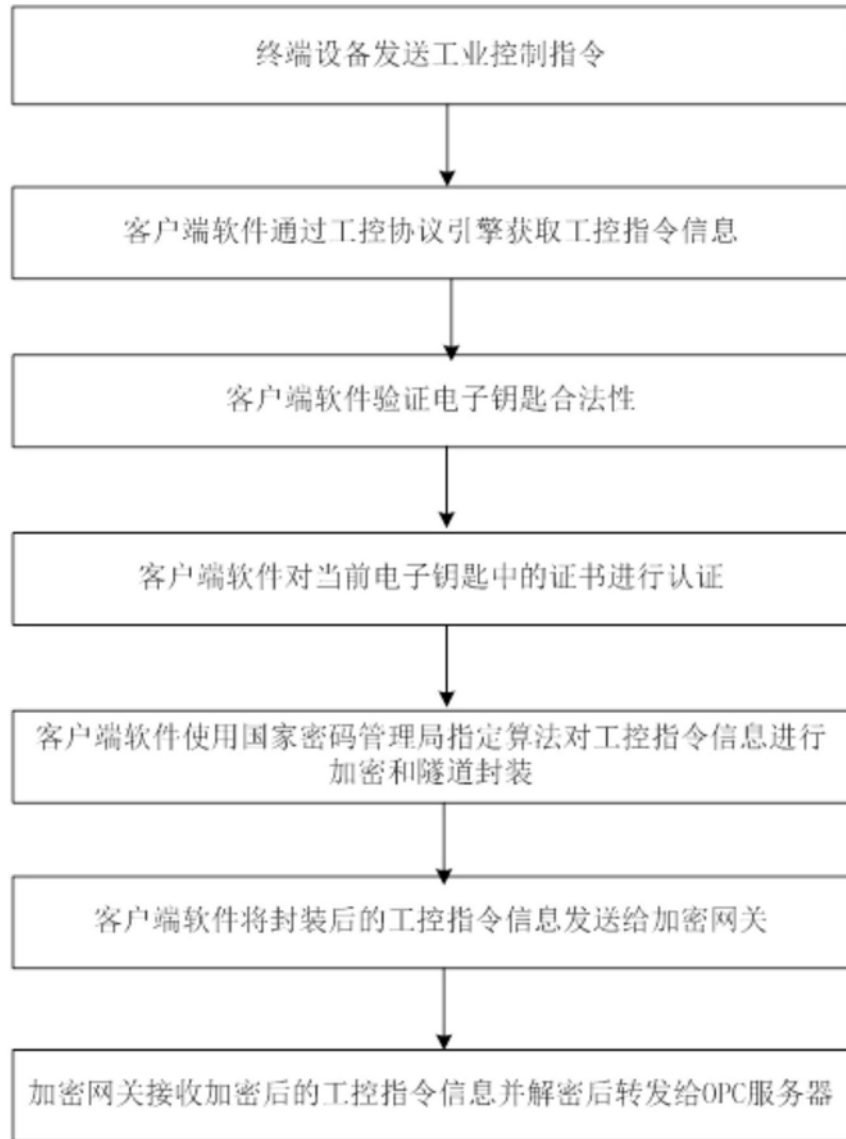 终端设备发送工业控制指令
客户端软件通过工控协议引擎获取工控指令信息
客户端软件验证电子钥匙合法性
客户端软件对当前电子钥匙中的证书进行认证
客户端软件使用国家密码管理局指定算法对工控指令信息进行
加密和隧道封装
客户端软件将封装后的工控指令信息发送给加密网关
加密网关接收加密后的工控指令信息并解密后转发给OPC服务器